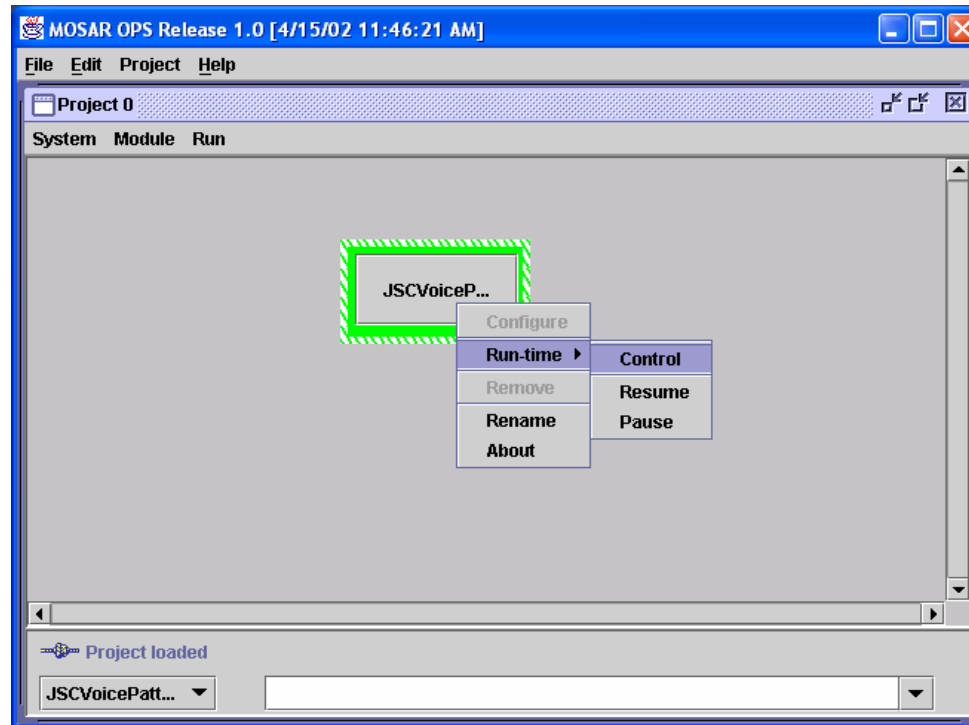 MOSAR OPS Release 1.0 [4/15/02 11:46:21 AM]
File Edit Project Help
Project 0
System Module Run
JSCVoiceP...
Configure
Run-time
Control
Remove
Resume
Rename
Pause
About
Project loaded
JSCVoicePatt...